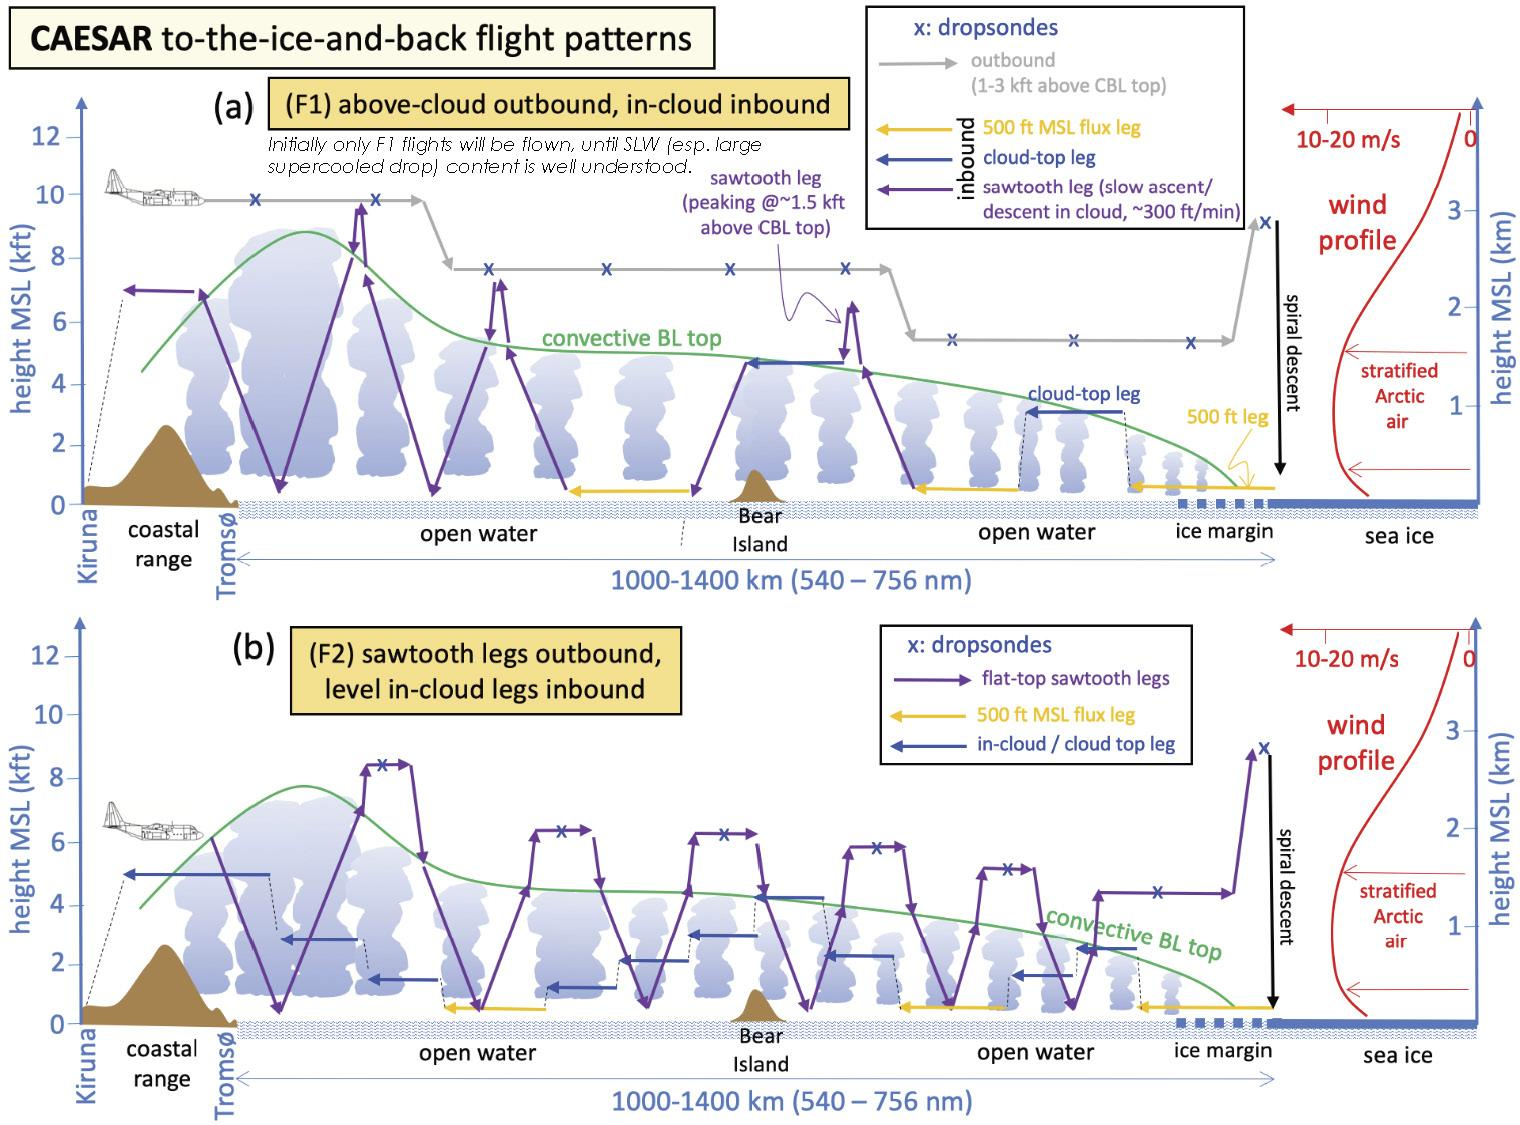 CAESAR to-the-ice-and-back flight patterns
(a)
(F1) above-cloud outbound, in-cloud inbound
Initially only F1 flights will be flown, until SLW (esp. large
supercooled drop) content is well understood.
x: dropsondes
outbound
(1-3 kft above CBL top)
inbound
500 ft MSL flux leg
cloud-top leg
sawtooth leg (slow ascent/
descent in cloud, ~300 ft/min)
height MSL (kft)
12
10
8
6
4
2
0
x x x x x x x x x x
sawtooth leg
(peaking @~1.5 kft
above CBL top)
convective BL top
cloud-top leg
500 ft leg
spiral descent
10-20 m/s
0
wind
profile
stratified
Arctic
air
3
2
1
height MSL (km)
Kiruna
coastal
range
Tromsø
open water
Bear
Island
open water
ice margin
sea ice
1000-1400 km (540 – 756 nm)
(b)
(F2) sawtooth legs outbound,
level in-cloud legs inbound
x: dropsondes
flat-top sawtooth legs
500 ft MSL flux leg
in-cloud / cloud top leg
height MSL (kft)
12
10
8
6
4
2
0
x x x x x x x
convective BL top
spiral descent
10-20 m/s
0
wind
profile
stratified
Arctic
air
3
2
1
height MSL (km)
Kiruna
coastal
range
Tromsø
open water
Bear
Island
open water
ice margin
sea ice
1000-1400 km (540 – 756 nm)